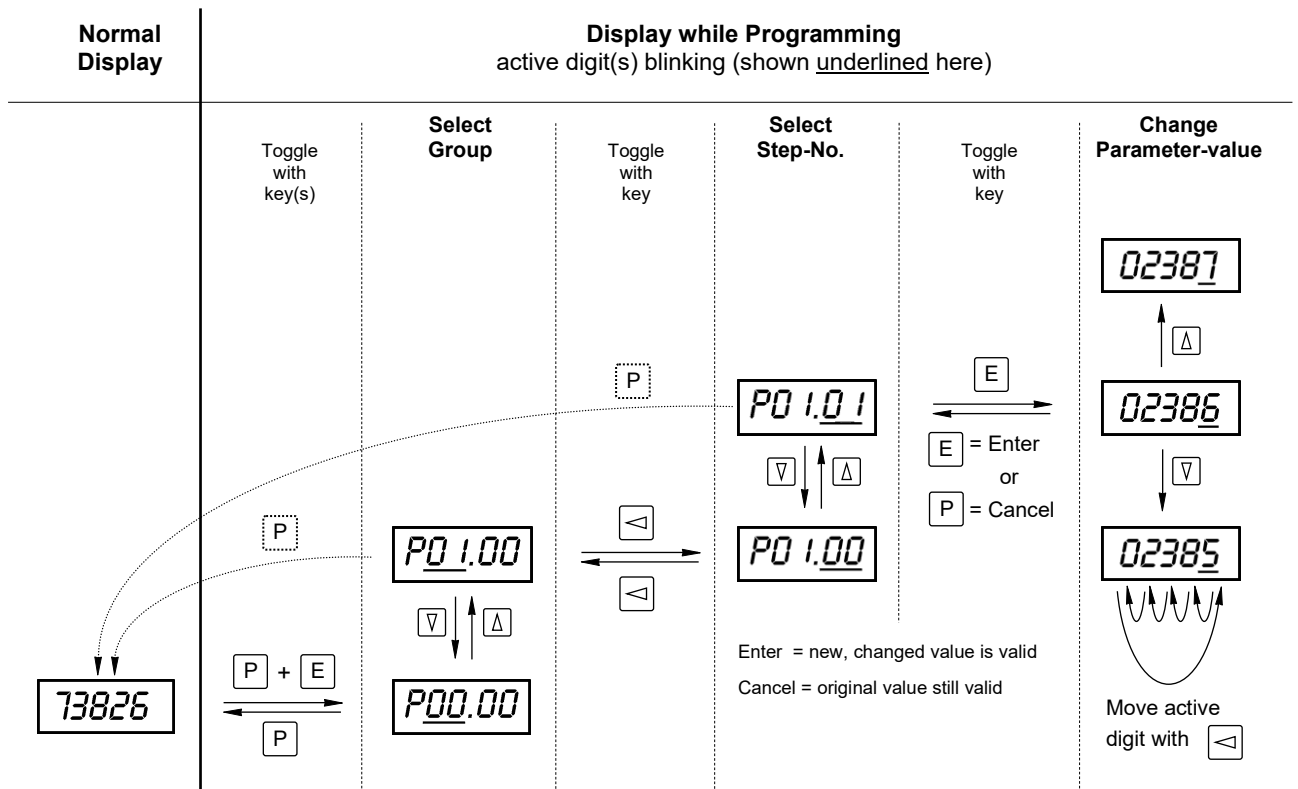 Normal
Display
Display while Programming
active digit(s) blinking (shown underlined here)
Toggle
with
key(s)
Select
Group
Toggle
with
key
Select
Step-No.
Toggle
with
key
Change
Parameter-value
02387
P
P01.01
E
02386
E = Enter
or
P = Cancel
P
P01.00
P01.00
02385
Enter = new, changed value is valid
Cancel = original value still valid
73826
P + E
P
P00.00
Move active
digit with